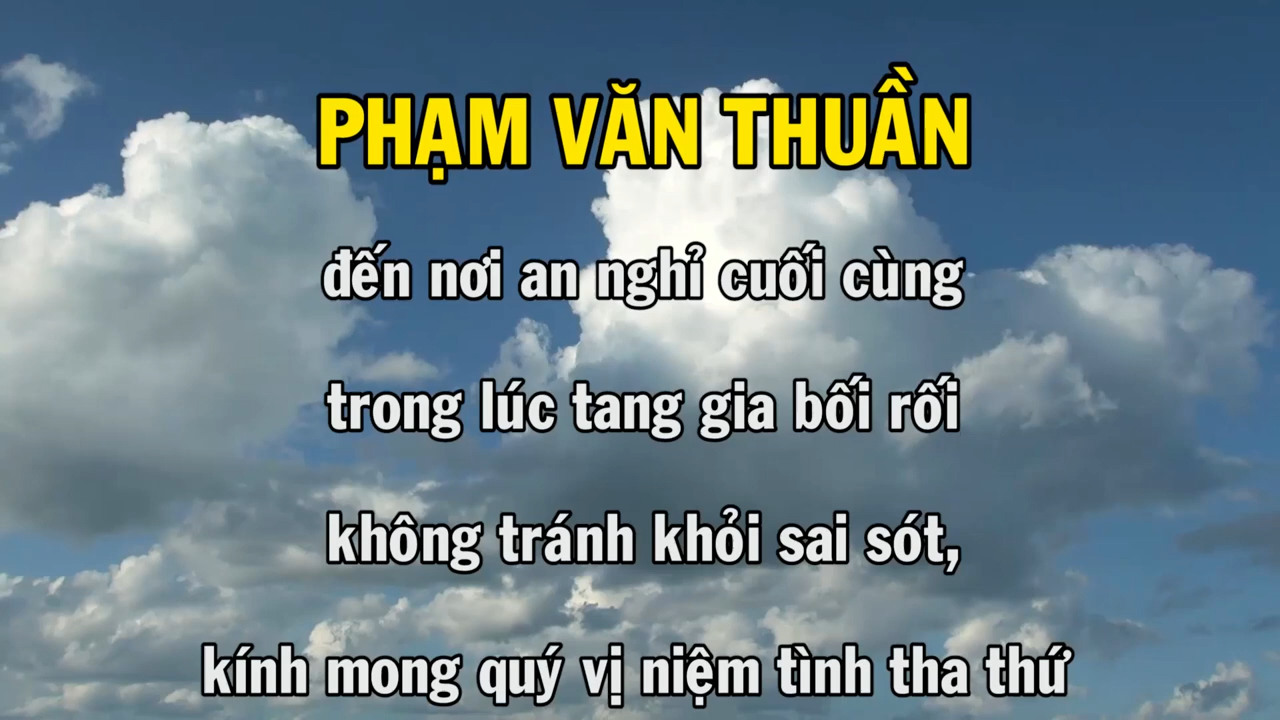 PHẠM VĂN THUẦN
đến nơi an nghỉ cuối cùng
trong lúc tang gia bối rối
không tránh khỏi sai sót,
kính mong quý vị niệm tình tha thứ